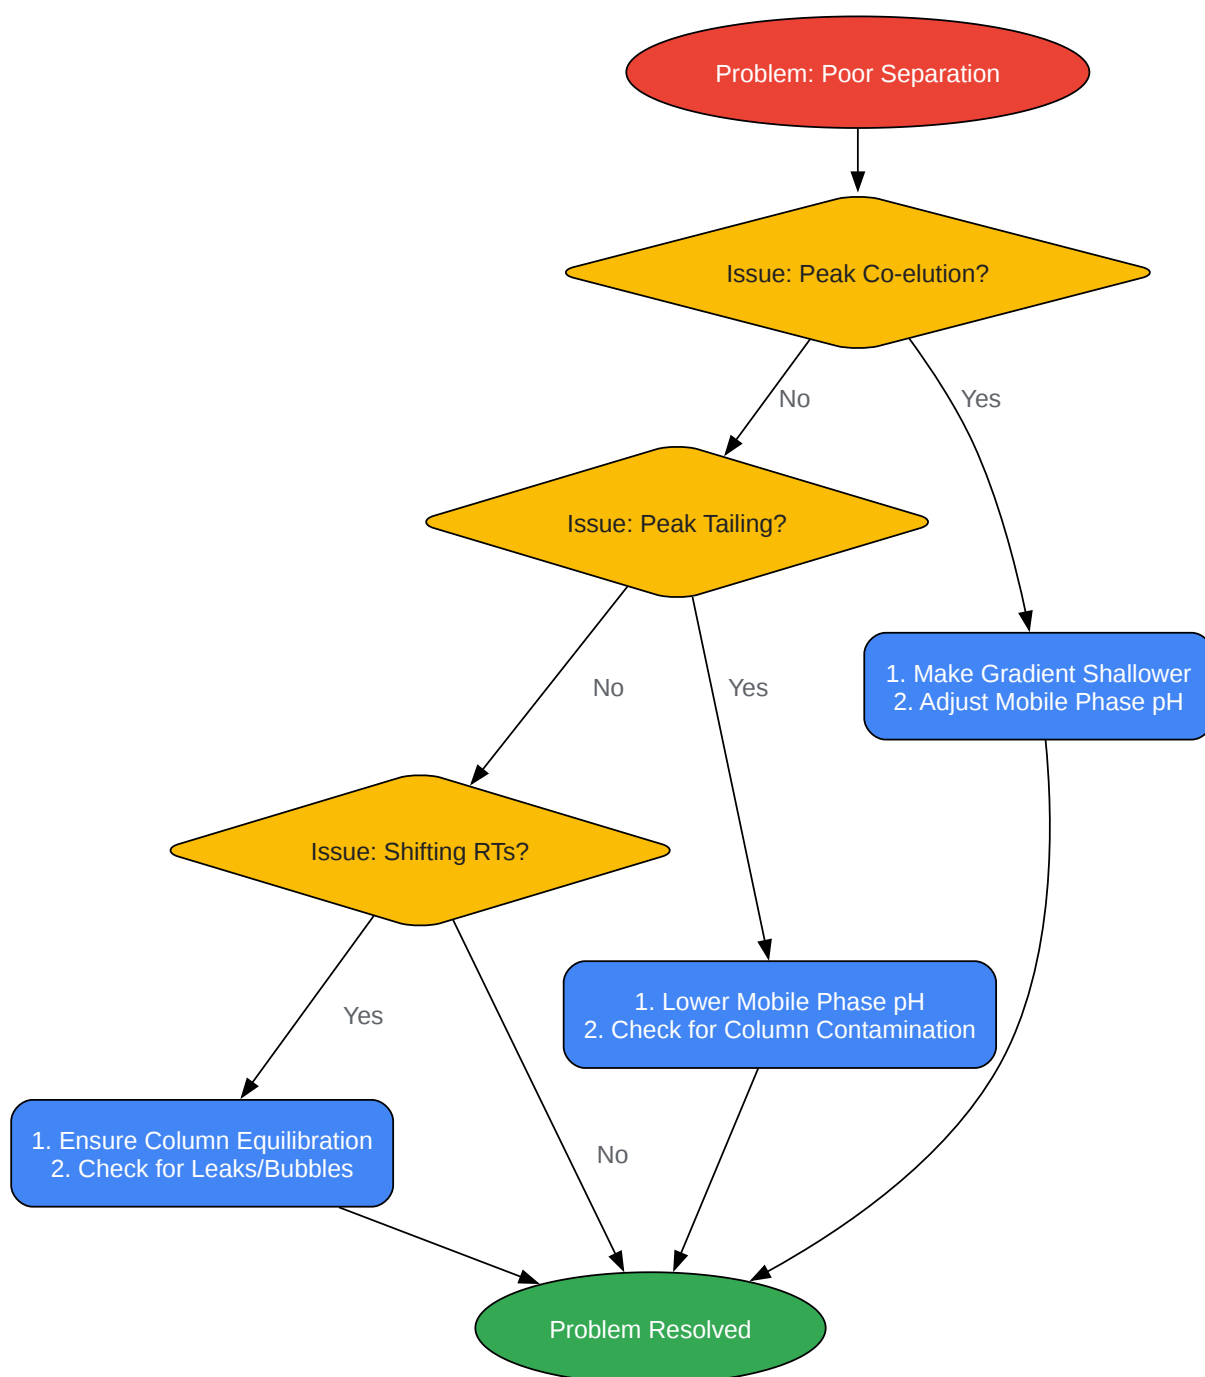 Problem: Poor Separation
Issue: Peak Co-elution?
No
Yes
Issue: Peak Tailing?
No
Yes
1. Make Gradient Shallower
2. Adjust Mobile Phase pH
Issue: Shifting RTs?
Yes
No
1. Lower Mobile Phase pH
2. Check for Column Contamination
1. Ensure Column Equilibration
2. Check for Leaks/Bubbles
Problem Resolved